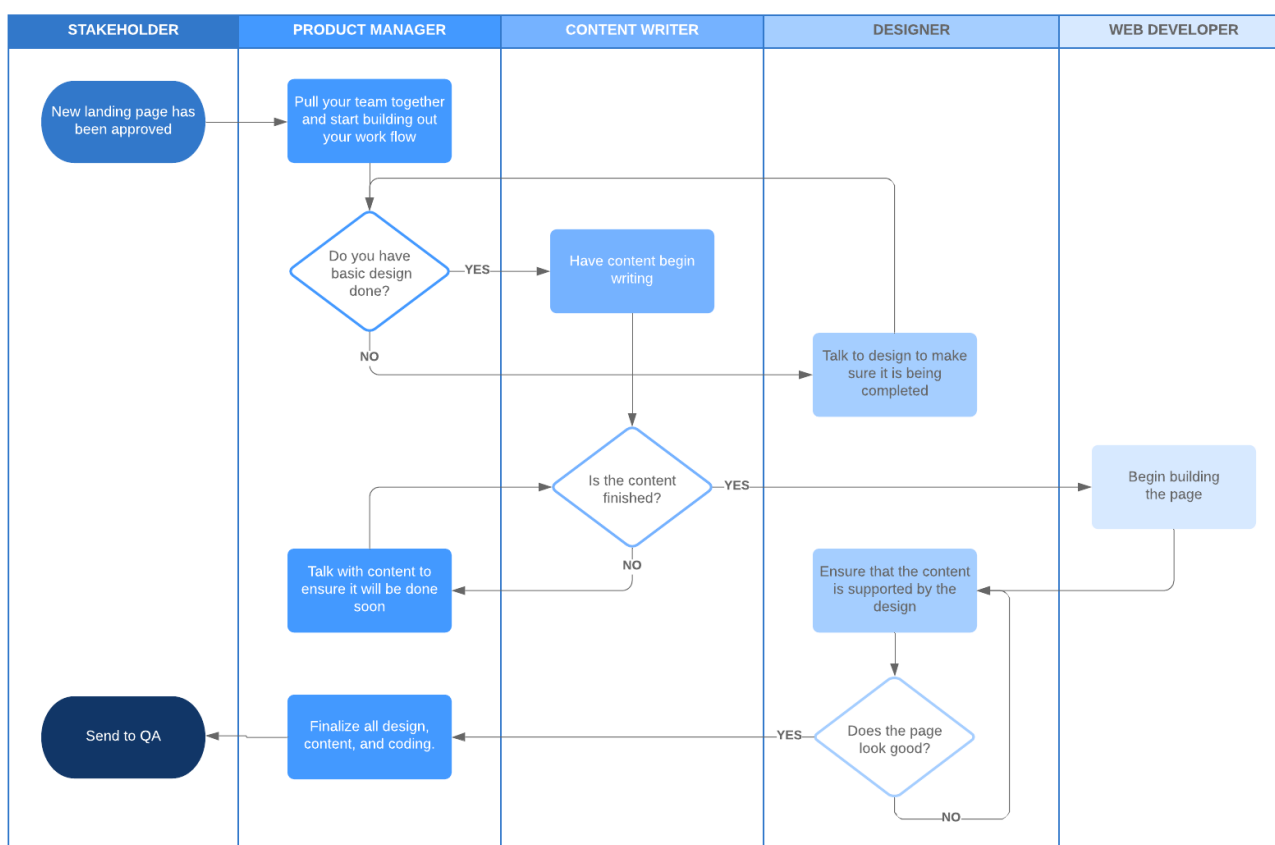 STAKEHOLDER
PRODUCT MANAGER
CONTENT WRITER
DESIGNER
WEB DEVELOPER
New landing page has
been approved
Pull your team together
and start building out
your work flow
Do you have
basic design
done?
YES
Have content begin
writing
NO
Talk to design to make
sure it is being
completed
Is the content
finished?
YES
Begin building
the page
NO
Talk with content to
ensure it will be done
soon
Ensure that the content
is supported by the
design
Send to QA
Finalize all design,
content, and coding.
YES
Does the page
look good?
NO